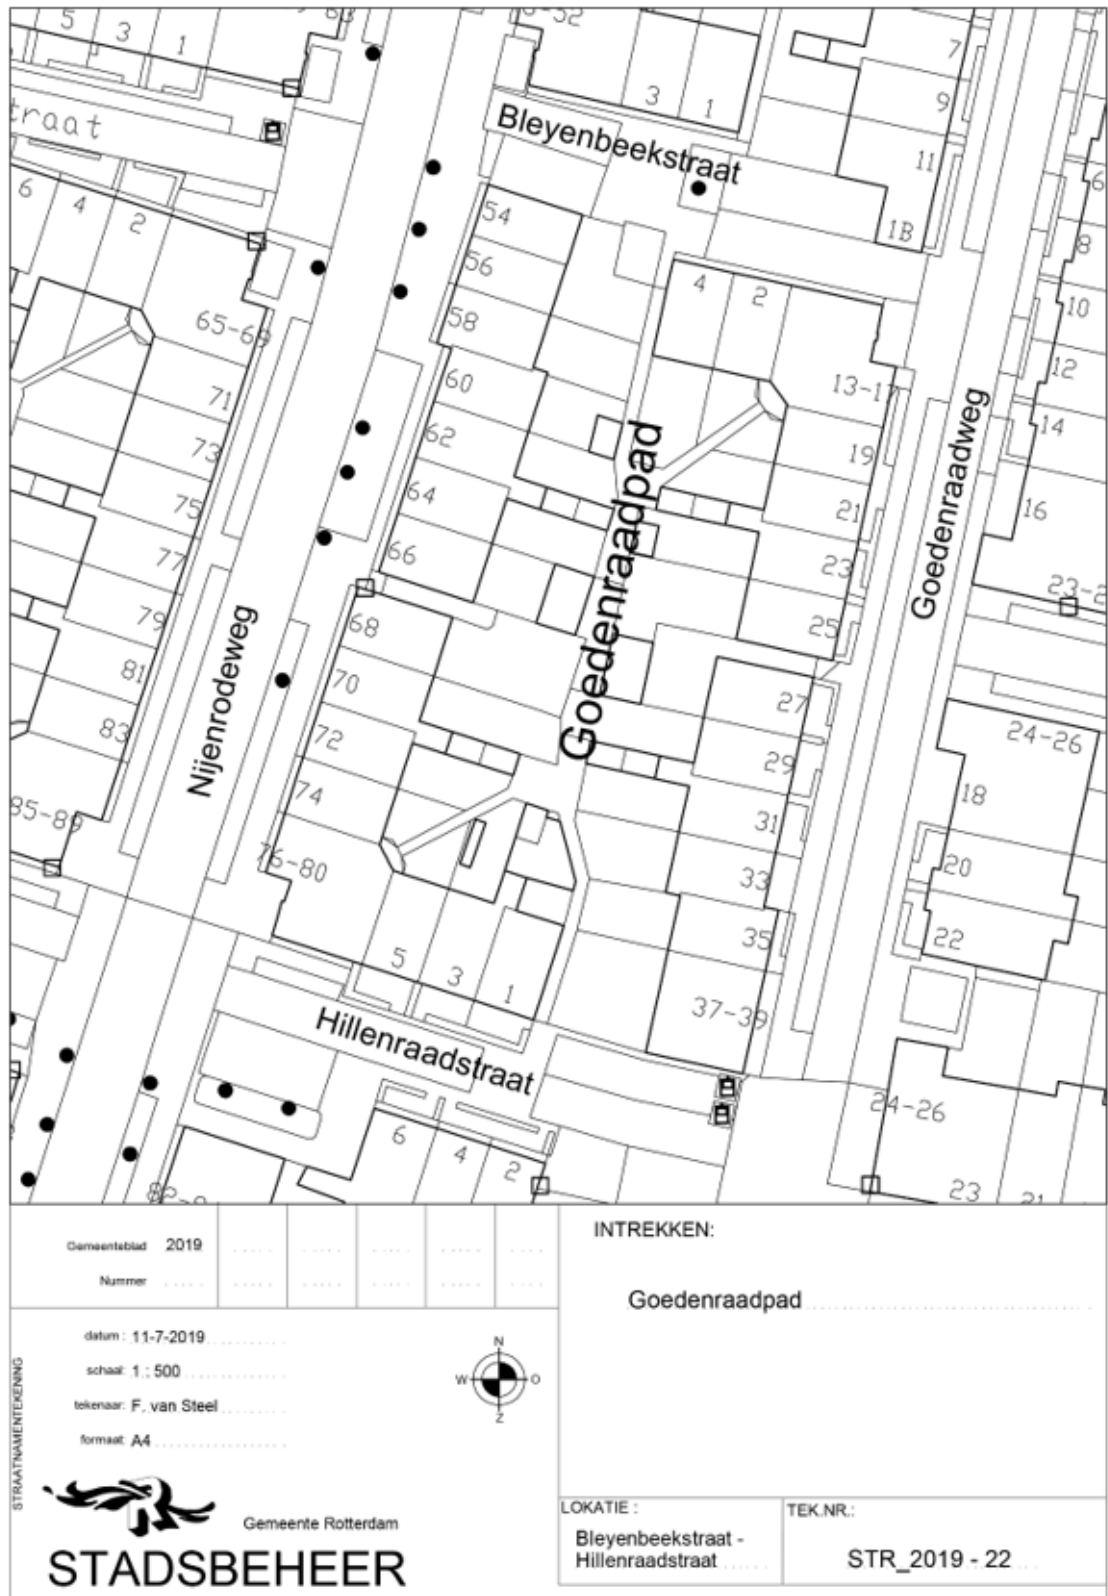 5
3
1
3
1
7
9
11
1B
traat
Bleyenbeekstraat
6
4
2
54
56
58
60
62
64
66
4
2
6
8
10
12
14
16
65-69
71
73
75
77
79
81
83
85-89
13-17
19
21
23
25
27
29
31
33
35
37-39
Goedenraadpad
Goedenraadweg
Nijenrodeweg
68
70
72
74
76-80
5
3
1
24-26
18
20
22
Hillenraadstraat
6
4
2
24-26
23
Gemeenteblad 2019
Nummer
INTREKKEN:
Goedenraadpad
STRAATNAMENTEKENING
datum : 11-7-2019
schaal: 1 : 500
tekenaar: F. van Steel
formaat: A4
N
W O
Z
Gemeente Rotterdam
STADSBEHEER
LOKATIE :
Bleyenbeekstraat -
Hillenraadstraat
TEK.NR.:
STR_2019 - 22